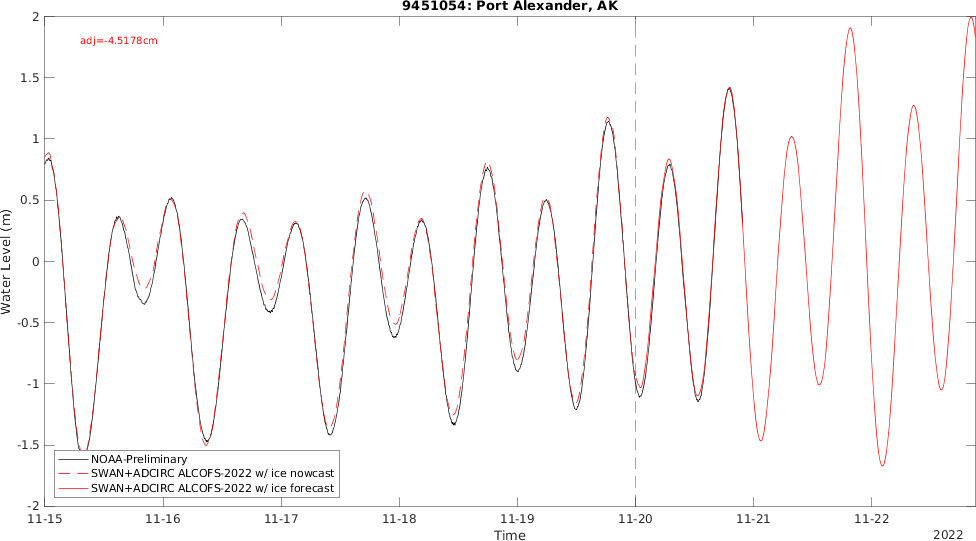 9451054: Port Alexander, AK
adj=-4.5178cm
2
1.5
1
0.5
0
-0.5
-1
-1.5
-2
Water Level (m)
NOAA-Preliminary
SWAN+ADCIRC ALCOFS-2022 w/ ice nowcast
SWAN+ADCIRC ALCOFS-2022 w/ ice forecast
11-15 11-16 11-17 11-18 11-19 11-20 11-21 11-22
Time
2022